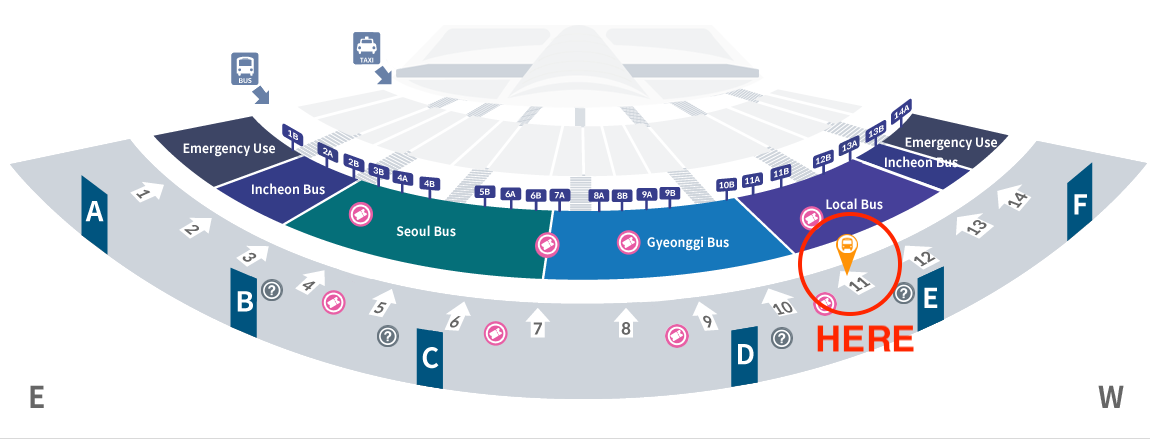 TAXI
BUS
1B
2A
2B
3B
4A
4B
5B
6A
6B
7A
8A
8B
9A
9B
10B
11A
11B
12B
13A
13B
14A
Emergency Use
Incheon Bus
Seoul Bus
Gyeonggi Bus
Local Bus
Incheon Bus
Emergency Use
A
B
C
D
E
F
1
2
3
4
5
6
7
8
9
10
11
12
13
14
?
?
?
?
HERE
E
W